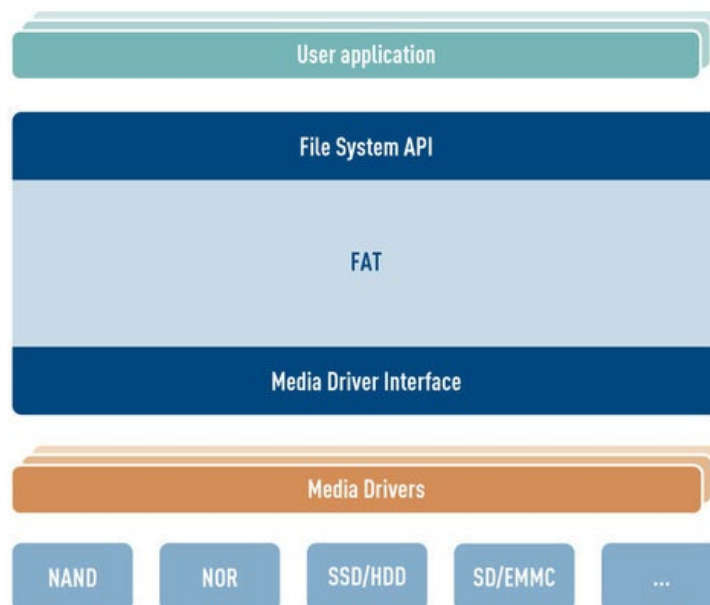 User application
File System API
FAT
Media Driver Interface
Media Drivers
NAND
NOR
SSD/HDD
SD/EMMC
...